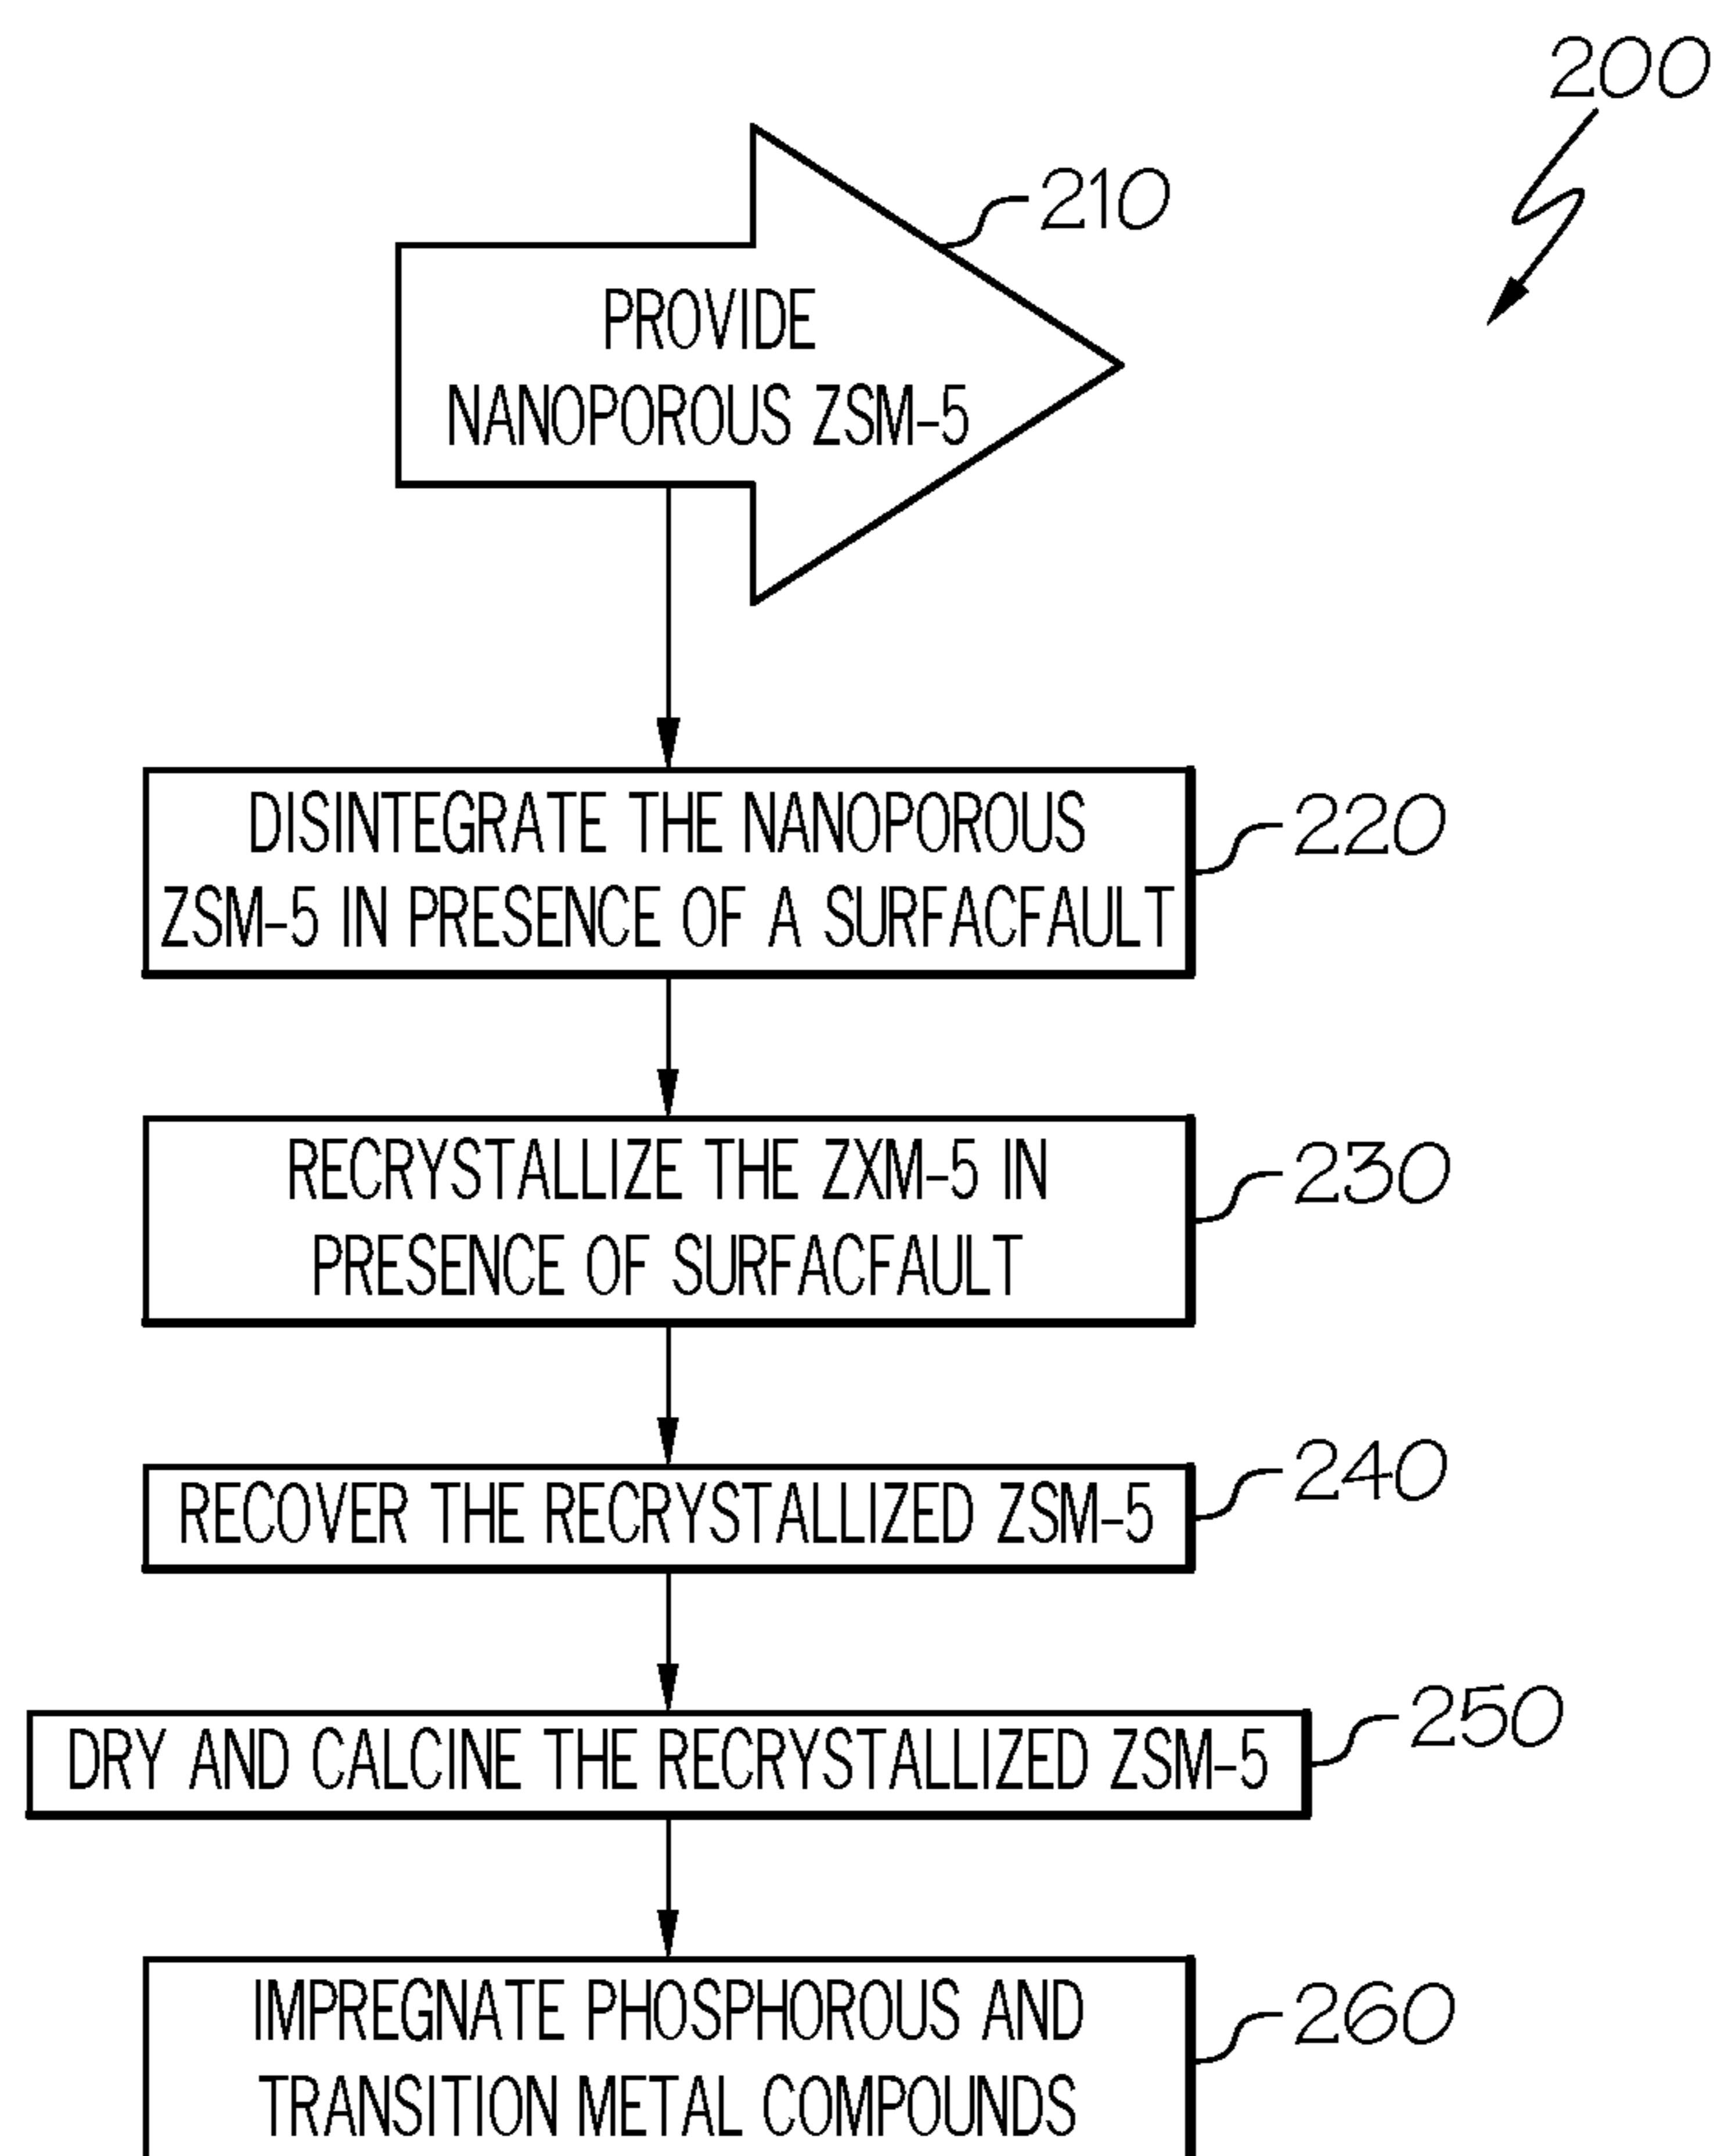 200
210
PROVIDE
NANOPOROUS ZSM-5
DISINTEGRATE THE NANOPOROUS
ZSM-5 IN PRESENCE OF A SURFACFAULT
220
RECRYSTALLIZE THE ZXM-5 IN
PRESENCE OF SURFACFAULT
230
RECOVER THE RECRYSTALLIZED ZSM-5
240
DRY AND CALCINE THE RECRYSTALLIZED ZSM-5
250
IMPREGNATE PHOSPHOROUS AND
TRANSITION METAL COMPOUNDS
260